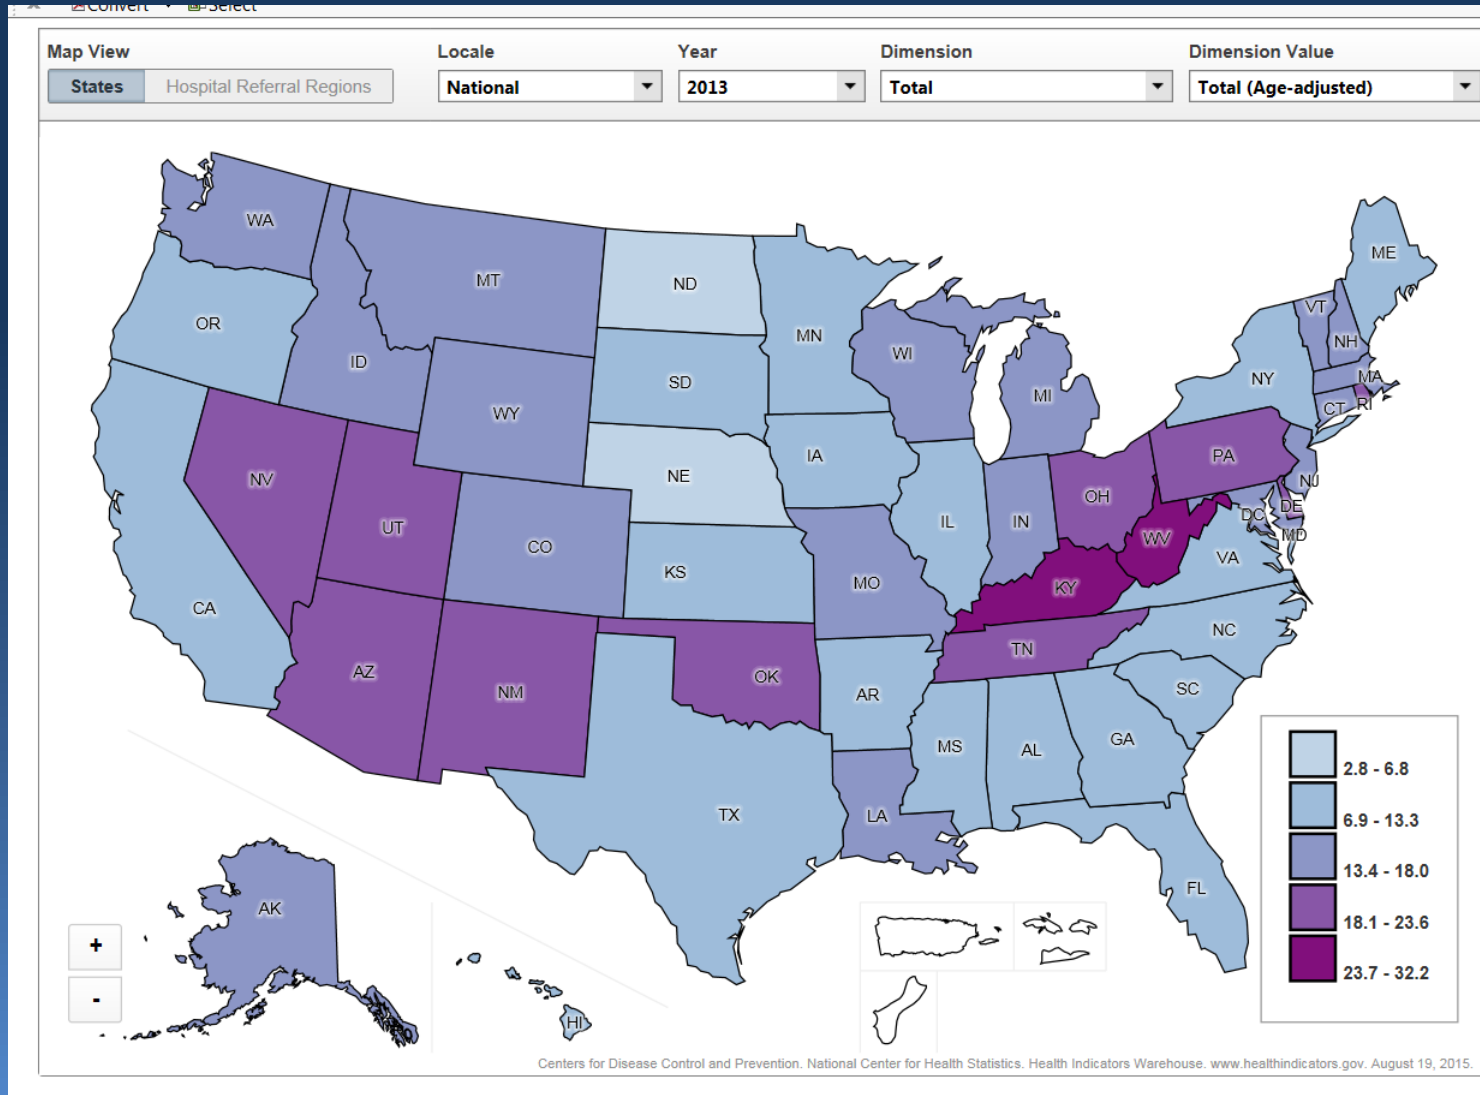 Convert Select
Map View Locale Year Dimension Dimension Value
States Hospital Referral Regions National 2013 Total Total (Age-adjusted)
WA
MT
ND
MN
ME
OR
ID
SD
WI
VT
NH
WY
MI
NY
MA
CT
RI
NV
NE
IA
PA
UT
CO
IL
IN
OH
NJ
DE
DC
MD
WV
VA
CA
KS
MO
KY
NC
AZ
NM
OK
TN
AR
SC
MS
AL
GA
TX
LA
FL
AK
HI
2.8 - 6.8
6.9 - 13.3
13.4 - 18.0
18.1 - 23.6
23.7 - 32.2
+
-
Centers for Disease Control and Prevention. National Center for Health Statistics. Health Indicators Warehouse. www.healthindicators.gov. August 19, 2015.